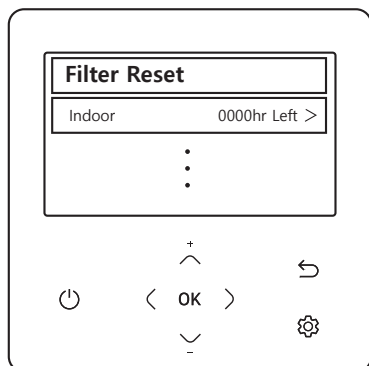 Filter Reset
Indoor 0000hr Left >
+
OK
-